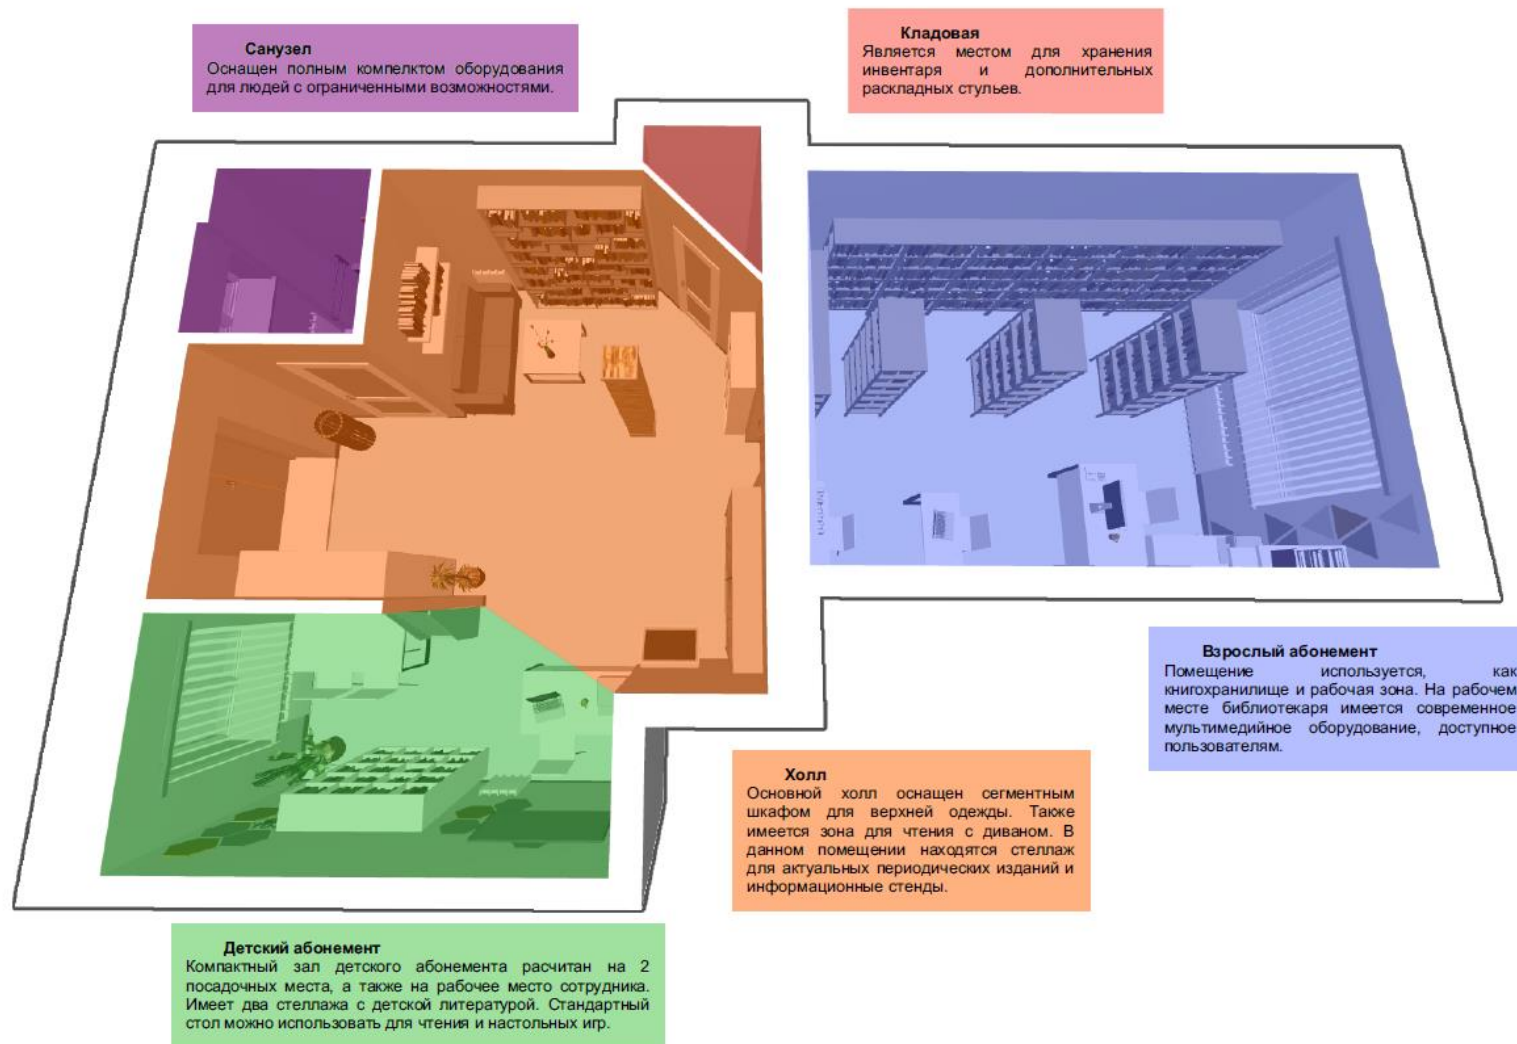 Санузел
Оснащен полным компелктом оборудования
для людей с ограниченными возможностями.
Кладовая
Является местом для хранения
инвентаря и дополнительных
раскладных стульев.
Взрослый абонемент
Помещение используется, как
книгохранилище и рабочая зона. На рабочем
месте библиотекаря имеется современное
мультимедийное оборудование, доступное
пользователям.
Холл
Основной холл оснащен сегментным
шкафом для верхней одежды. Также
имеется зона для чтения с диваном. В
данном помещении находятся стеллаж
для актуальных периодических изданий и
информационные стенды.
Детский абонемент
Компактный зал детского абонемента расчитан на 2
посадочных места, а также на рабочее место сотрудника.
Имеет два стеллажа с детской литературой. Стандартный
стол можно использовать для чтения и настольных игр.